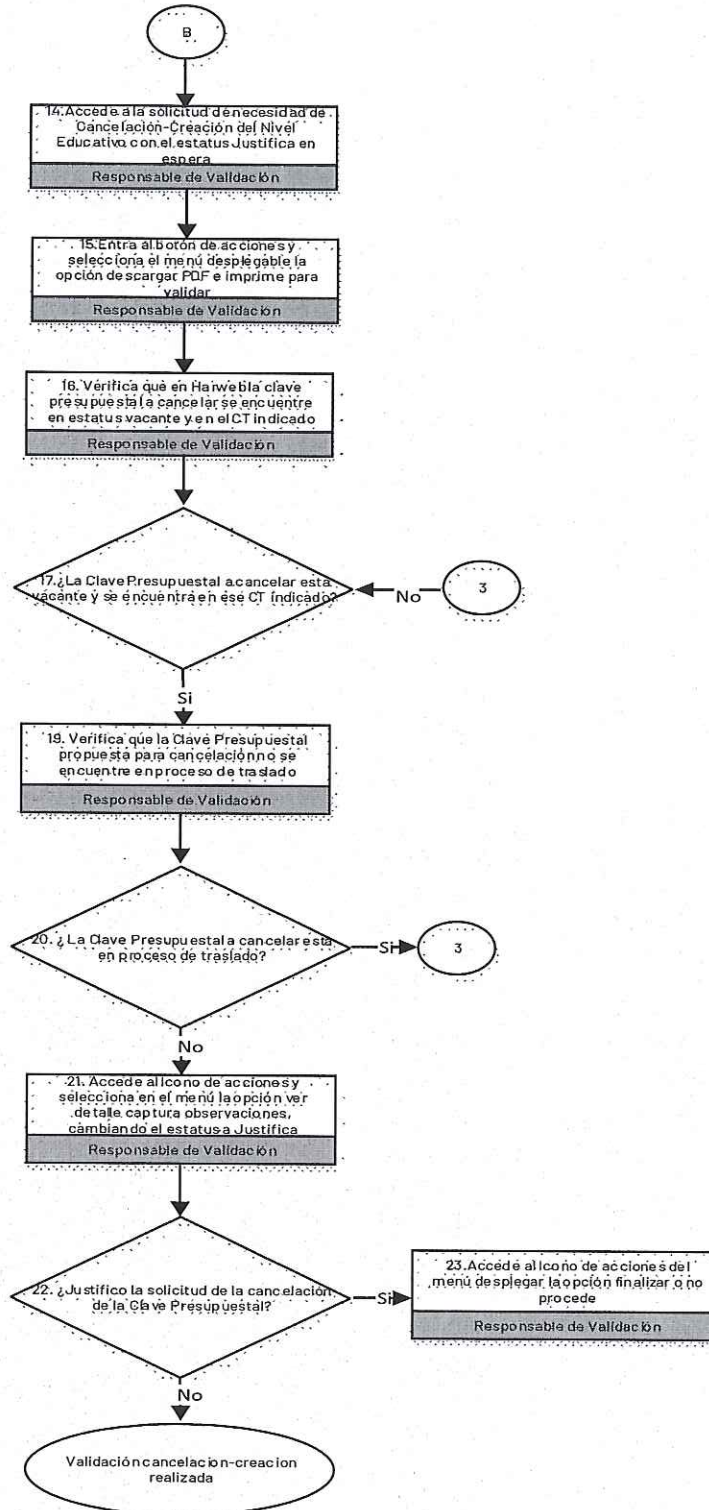 B
14.Accede a la solicitud de necesidad de
Cancelación-Creación del Nivel
Educativo con el estatus Justifica en
espera
Responsable de Validación
15.Entra al botón de acciones y
selecciona el menú desplegable la
opción descargar PDF e imprime para
validar
Responsable de Validación
16. Verifica que en Harweb la clave
presupuestal a cancelar se encuentre
en estatus vacante y en el CT indicado
Responsable de Validación
17.¿La Clave Presupuestal a cancelar esta
vacante y se encuentra en ese CT indicado?
No
3
Si
19. Verifica que la Clave Presupuestal
propuesta para cancelación no se
encuentre en proceso de traslado
Responsable de Validación
20. ¿La Clave Presupuestal a cancelar esta
en proceso de traslado?
Si
3
No
21. Accede al Icono de acciones y
selecciona en el menú la opción ver
detalle captura observaciones,
cambiando el estatus a Justifica
Responsable de Validación
22. ¿Justifico la solicitud de la cancelación
de la Clave Presupuestal?
Si
23.Accede al Icono de acciones del
menú desplegar la opción finalizar o no
procede
Responsable de Validación
No
Validación cancelacion-creacion
realizada